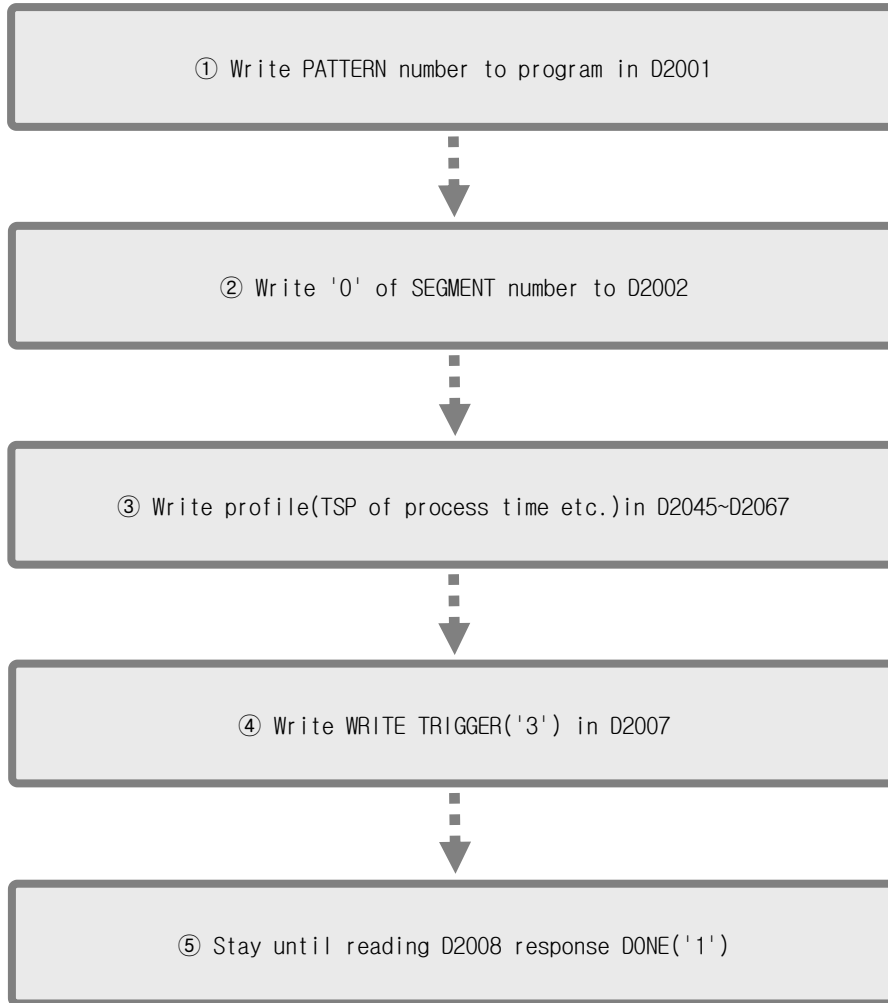 ① Write PATTERN number to program in D2001
② Write '0' of SEGMENT number to D2002
③ Write profile(TSP of process time etc.)in D2045~D2067
④ Write WRITE TRIGGER('3') in D2007
⑤ Stay until reading D2008 response DONE('1')